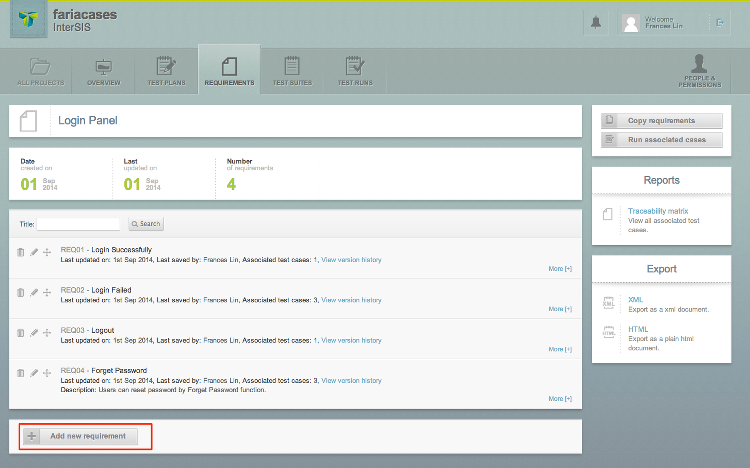 fariacases
InterSIS
Welcome
Frances Lin
ALL PROJECTS
OVERVIEW
TEST PLANS
REQUIREMENTS
TEST SUITES
TEST RUNS
PEOPLE &
PERMISSIONS
Login Panel
Date
created on
01 Sep
2014
Last
updated on
01 Sep
2014
Number
of requirements
4
Title:
Search
REQ01 - Login Successfully
Last updated on: 1st Sep 2014, Last saved by: Frances Lin, Associated test cases: 1, View version history
More [+]
REQ02 - Login Failed
Last updated on: 1st Sep 2014, Last saved by: Frances Lin, Associated test cases: 3, View version history
More [+]
REQ03 - Logout
Last updated on: 1st Sep 2014, Last saved by: Frances Lin, Associated test cases: 1, View version history
More [+]
REQ04 - Forget Password
Last updated on: 1st Sep 2014, Last saved by: Frances Lin, Associated test cases: 3, View version history
Description: Users can reset password by Forget Password function.
More [+]
Add new requirement
Copy requirements
Run associated cases
Reports
Traceability matrix
View all associated test
cases.
Export
XML
XML
Export as a xml document.
HTML
HTML
Export as a plain html
document.